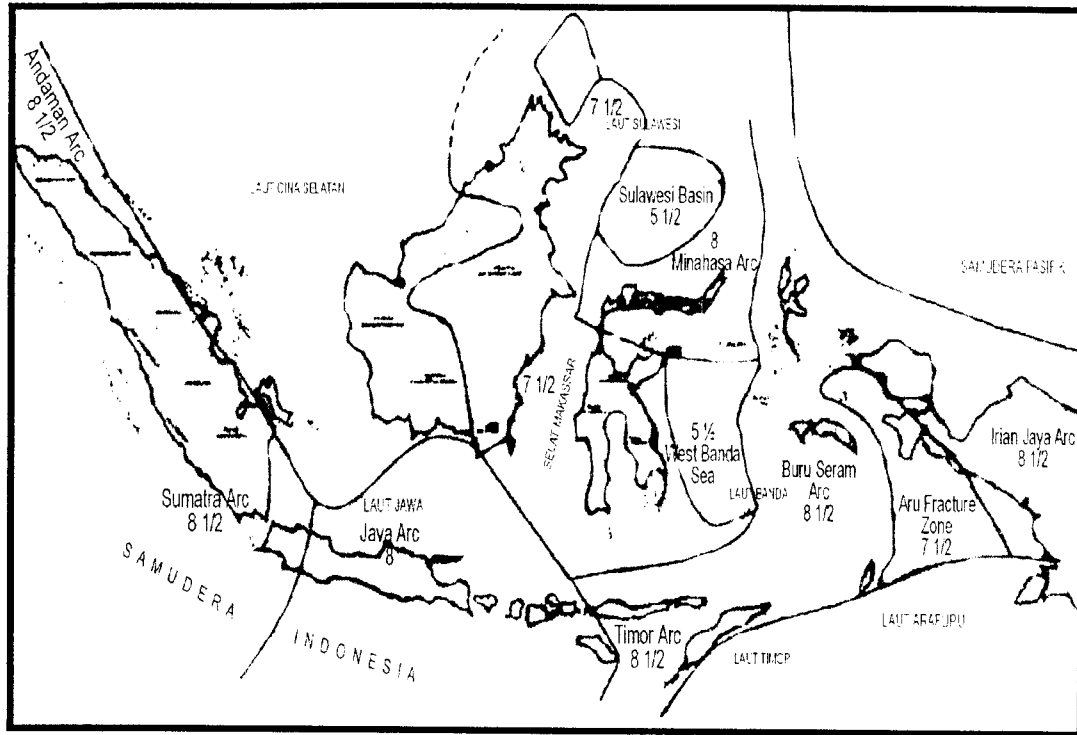 Andaman Arc
8 1/2
7 1/2
LAUT SULAWESI
LAUT CINA SELATAN
Sulawesi Basin
5 1/2
8
Minahasa Arc
SAMUDERA PASIFIK
7 1/2
SELAT MAKASSAR
5 ½
West Banda
Sea
Irian Jaya Arc
8 1/2
Buru Seram
Arc
8 1/2
LAUT BANDA
Sumatra Arc
8 1/2
LAUT JAWA
Java Arc
8
Aru Fracture
Zone
7 1/2
SAMUDERA
INDONESIA
Timor Arc
8 1/2
LAUT TIMOR
LAUT ARAFURU